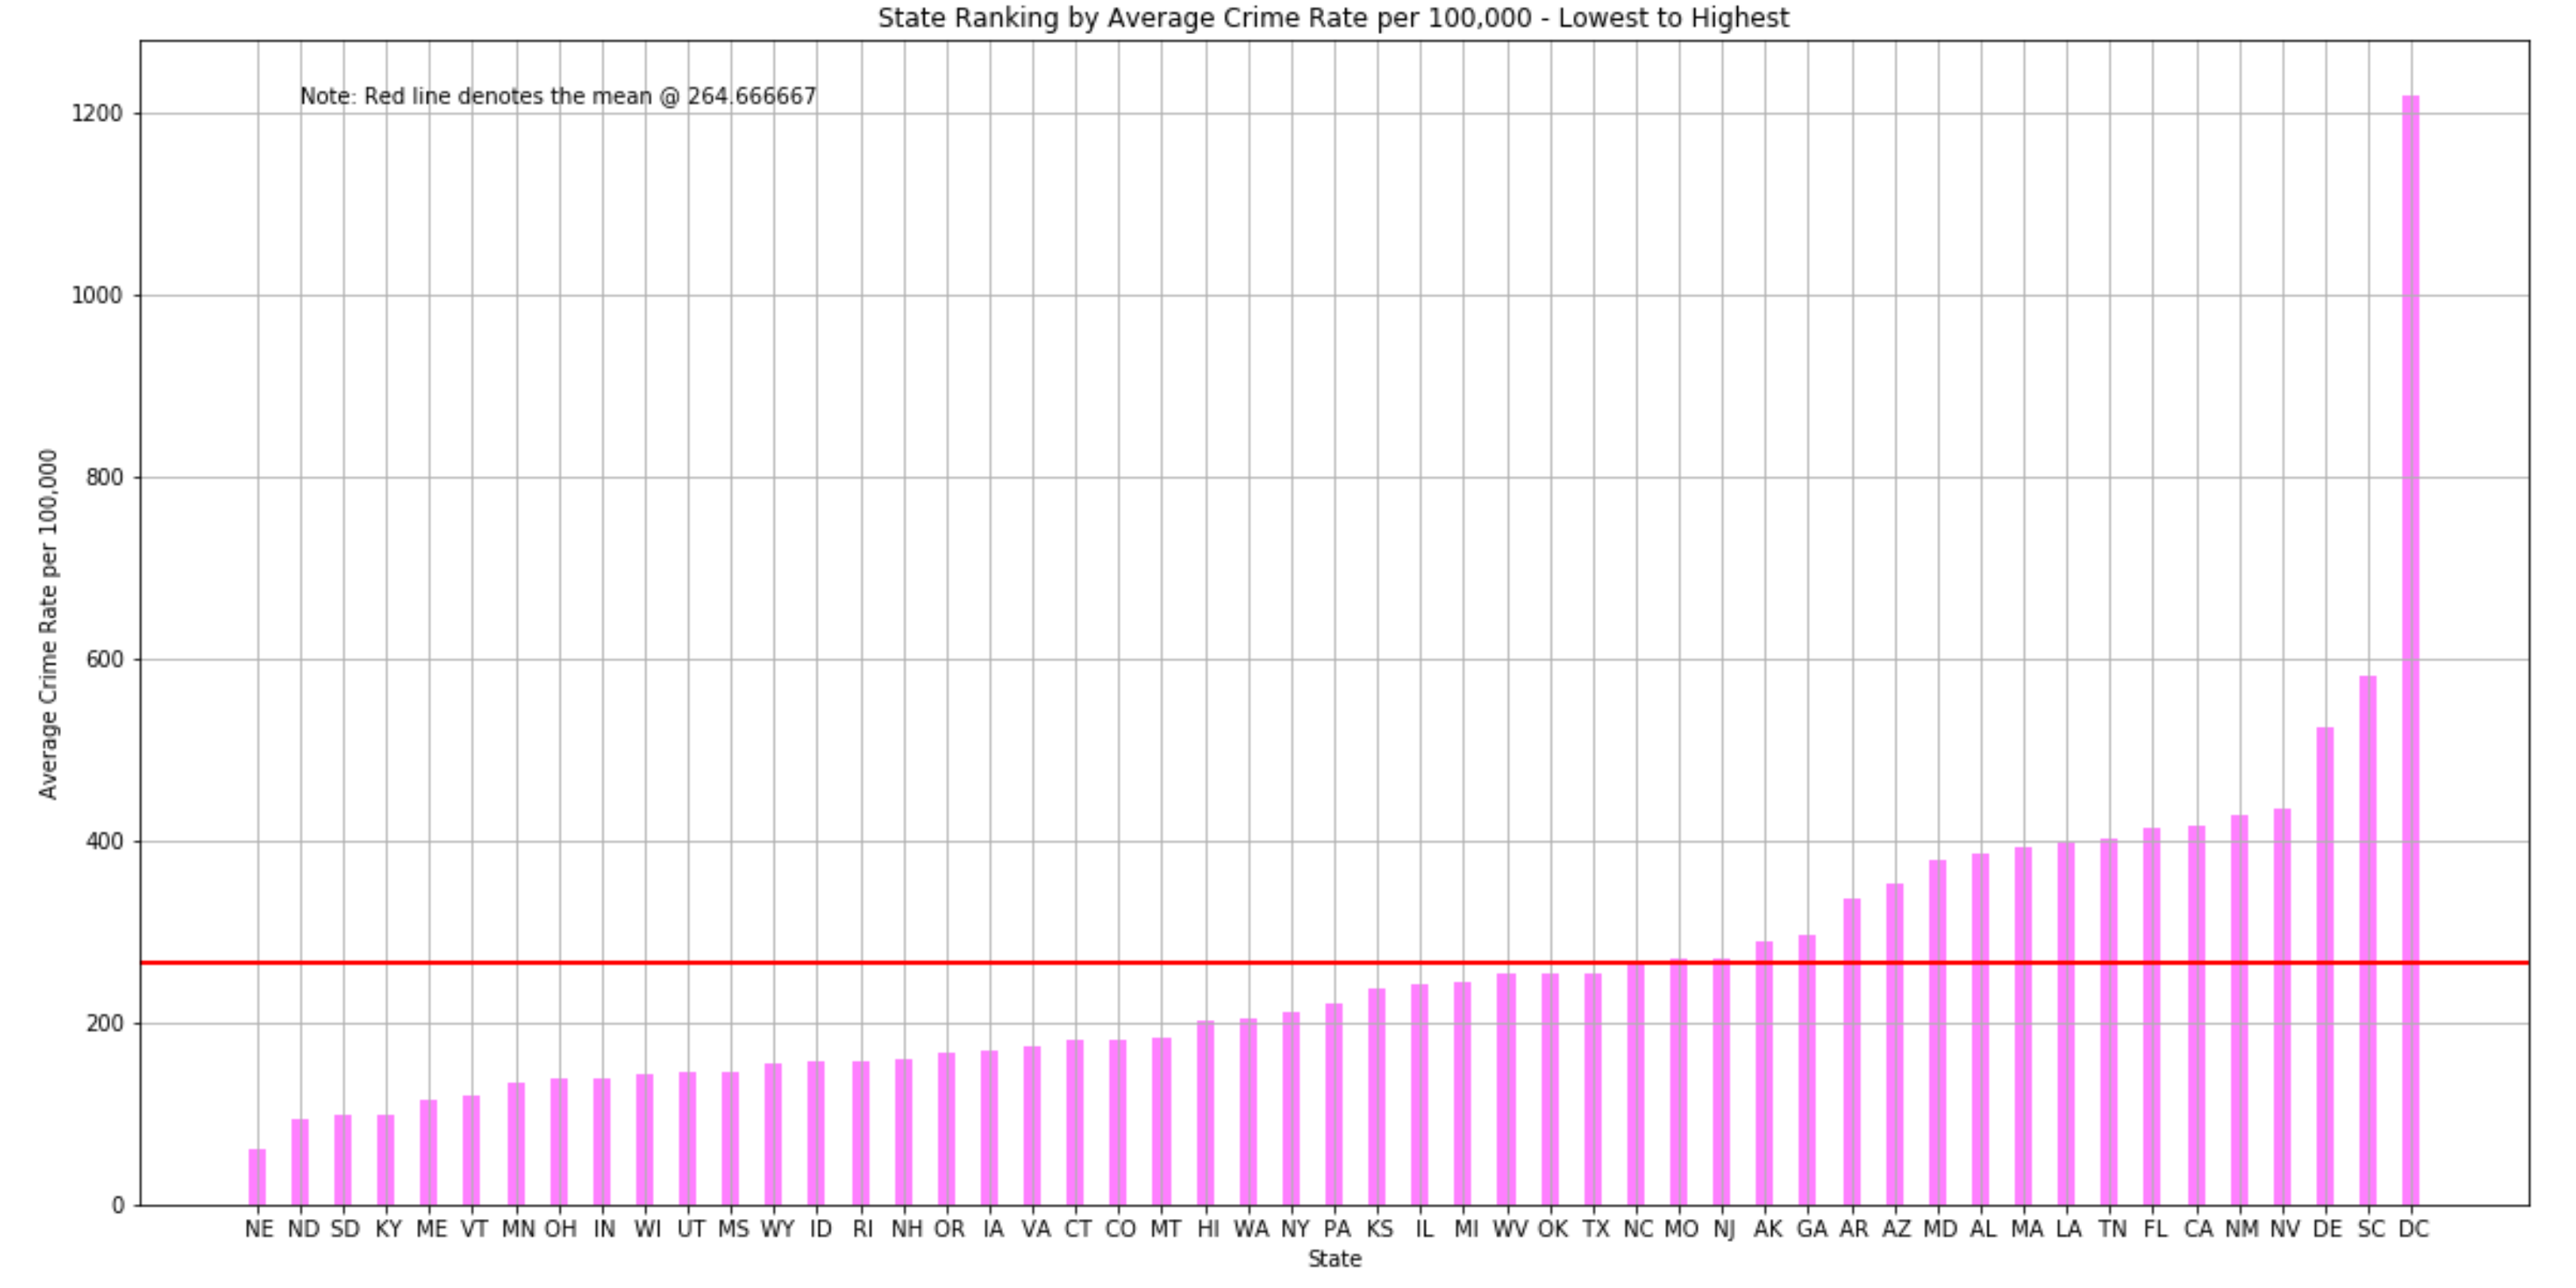 State Ranking by Average Crime Rate per 100,000 - Lowest to Highest
Note: Red line denotes the mean @ 264.666667
1200
1000
800
600
400
200
0
Average Crime Rate per 100,000
NE ND SD KY ME VT MN OH IN WI UT MS WY ID RI NH OR IA VA CT CO MT HI WA NY PA KS IL MI WV OK TX NC MO NJ AK GA AR AZ MD AL MA LA TN FL CA NM NV DE SC DC
State